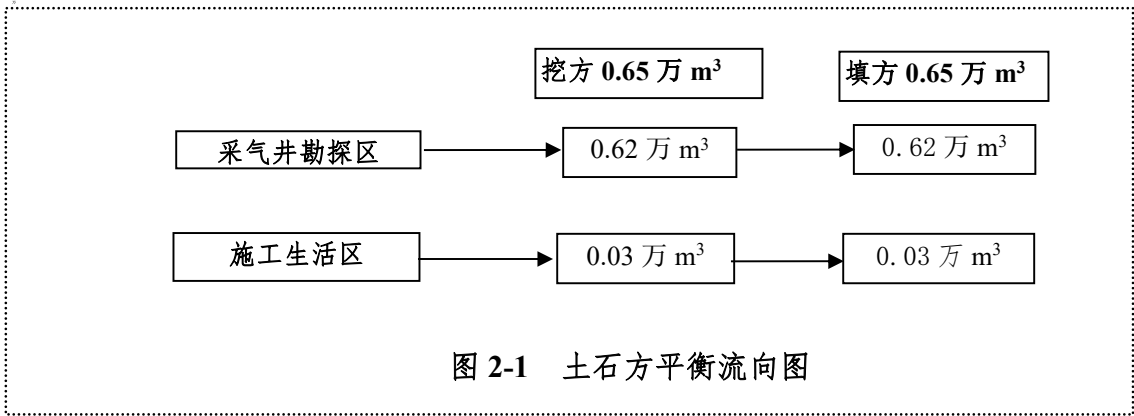 挖方 0.65 万 m³ 填方 0.65 万 m³
采气井勘探区 0.62 万 m³ 0.62 万 m³
施工生活区 0.03 万 m³ 0.03 万 m³
图 2-1 土石方平衡流向图